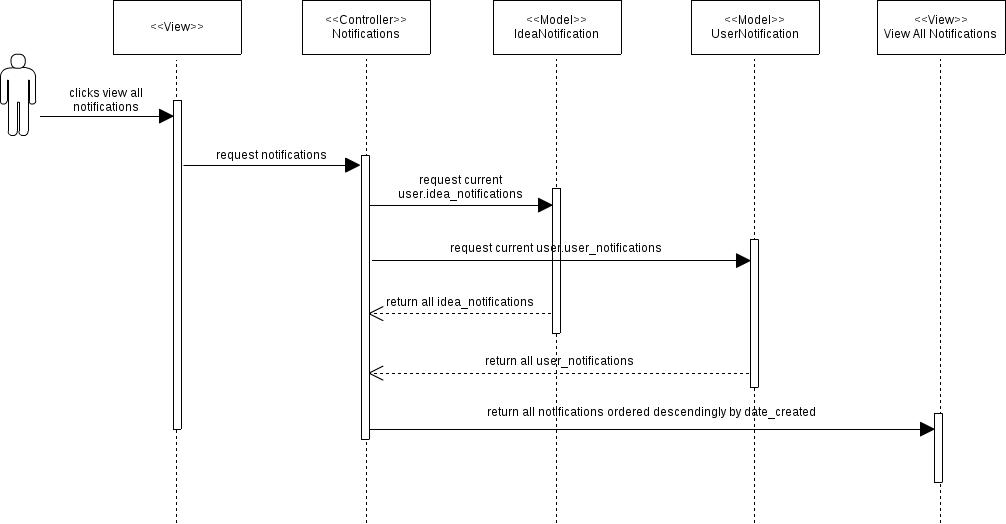 <<View>>
<<Controller>>
Notifications
<<Model>>
IdeaNotification
<<Model>>
UserNotification
<<View>>
View All Notifications
clicks view all
notifications
request notifications
request current
user.idea_notifications
request current user.user_notifications
return all idea_notifications
return all user_notifications
return all notifications ordered descendingly by date_created